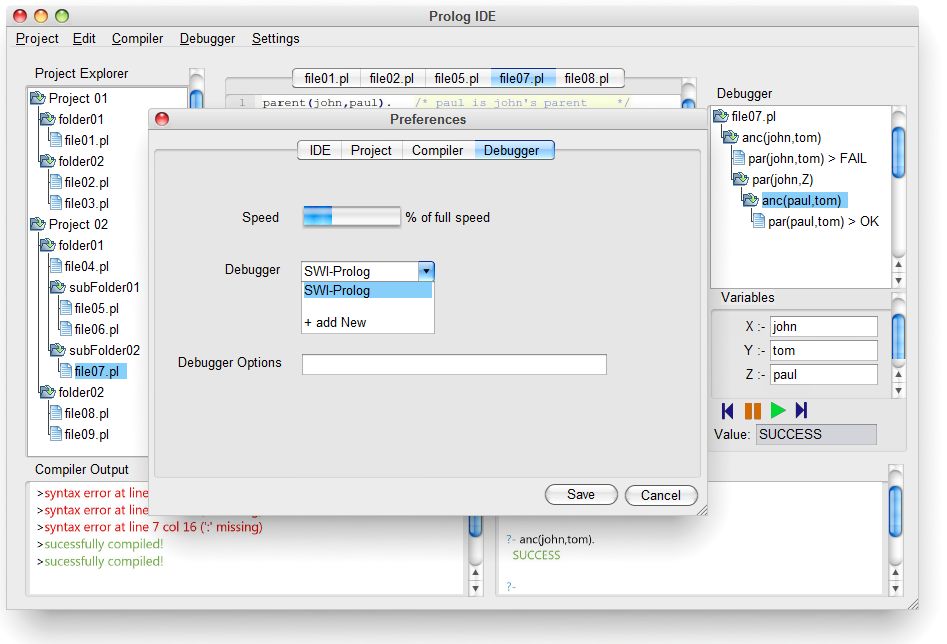 Prolog IDE
Project Edit Compiler Debugger Settings
Project Explorer
Project 01
folder01
file01.pl
folder02
file02.pl
file03.pl
Project 02
folder01
file04.pl
subFolder01
file05.pl
file06.pl
subFolder02
file07.pl
folder02
file08.pl
file09.pl
file01.pl file02.pl file05.pl file07.pl file08.pl
1 parent(john,paul). /* paul is john's parent */
Preferences
IDE Project Compiler Debugger
Speed % of full speed
Debugger SWI-Prolog
SWI-Prolog
+ add New
Debugger Options
Save Cancel
Debugger
file07.pl
anc(john,tom)
par(john,tom) > FAIL
par(john,Z)
anc(paul,tom)
par(paul,tom) > OK
Variables
X :- john
Y :- tom
Z :- paul
Value: SUCCESS
Compiler Output
>syntax error at line
>syntax error at line
>syntax error at line 7 col 16 (':' missing)
>sucessfully compiled!
>sucessfully compiled!
?- anc(john,tom).
SUCCESS
?-